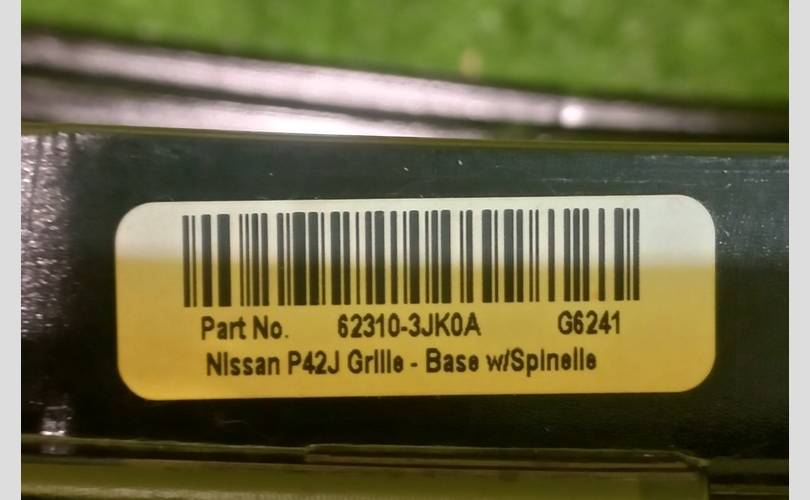 Part No. 62310-3JK0A G6241
Nissan P42J Grille - Base w/Spinelle